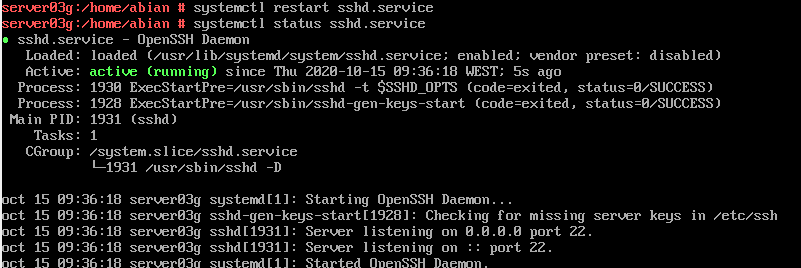 server03g:/home/abian # systemctl restart sshd.service
server03g:/home/abian # systemctl status sshd.service
● sshd.service - OpenSSH Daemon
   Loaded: loaded (/usr/lib/systemd/system/sshd.service; enabled; vendor preset: disabled)
   Active: active (running) since Thu 2020-10-15 09:36:18 WEST; 5s ago
  Process: 1930 ExecStartPre=/usr/sbin/sshd -t $SSHD_OPTS (code=exited, status=0/SUCCESS)
  Process: 1928 ExecStartPre=/usr/sbin/sshd-gen-keys-start (code=exited, status=0/SUCCESS)
 Main PID: 1931 (sshd)
    Tasks: 1
   CGroup: /system.slice/sshd.service
           └─1931 /usr/sbin/sshd -D

oct 15 09:36:18 server03g systemd[1]: Starting OpenSSH Daemon...
oct 15 09:36:18 server03g sshd-gen-keys-start[1928]: Checking for missing server keys in /etc/ssh
oct 15 09:36:18 server03g sshd[1931]: Server listening on 0.0.0.0 port 22.
oct 15 09:36:18 server03g sshd[1931]: Server listening on :: port 22.
oct 15 09:36:18 server03g systemd[1]: Started OpenSSH Daemon.